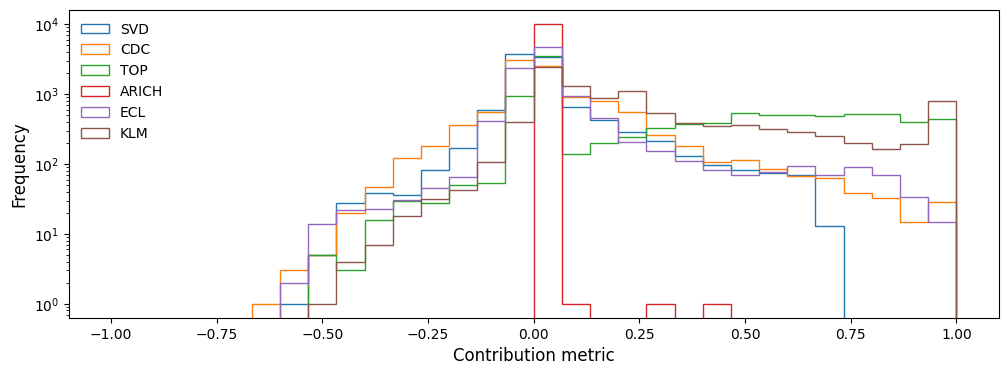 SVD
CDC
TOP
ARICH
ECL
KLM
Frequency
10⁴
10³
10²
10¹
10⁰
−1.00 −0.75 −0.50 −0.25 0.00 0.25 0.50 0.75 1.00
Contribution metric